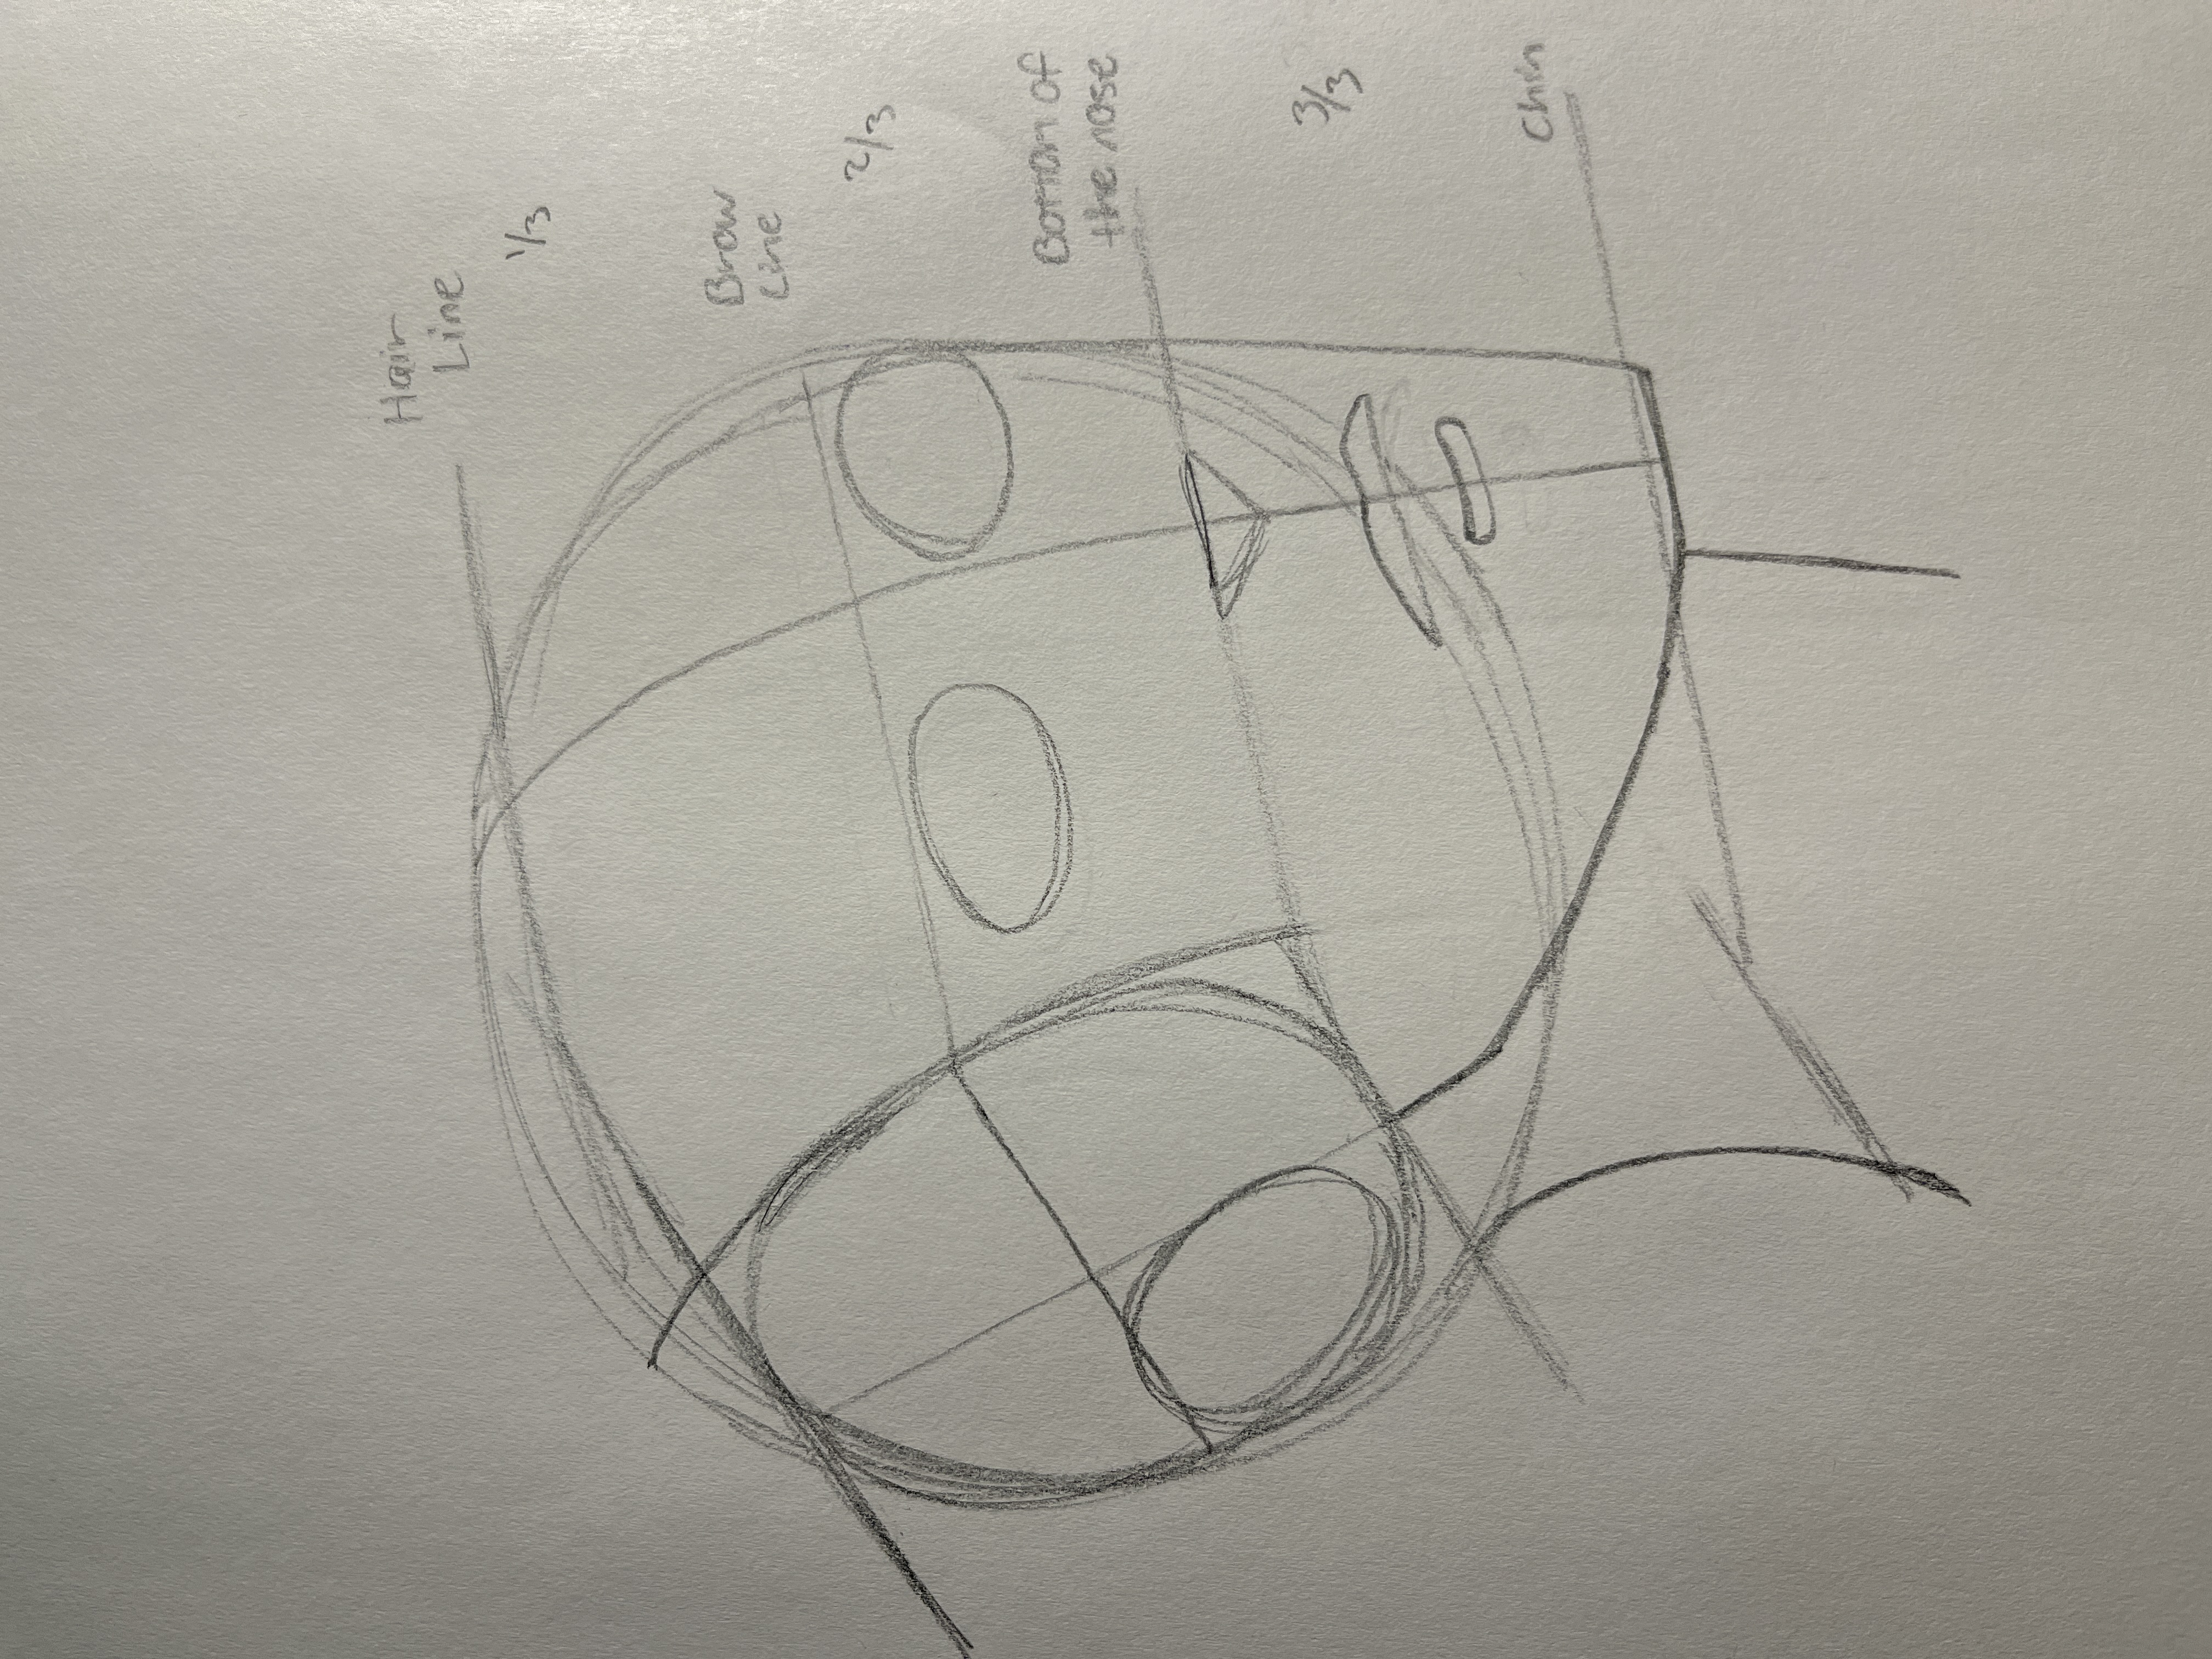 Hair
Line
1/3
Brow
Line
2/3
Bottom of
the nose
3/3
Chin